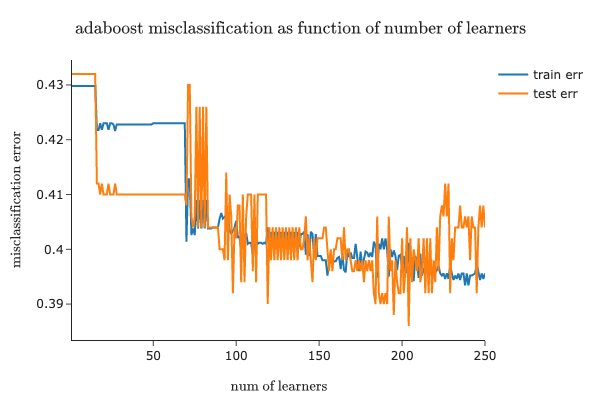 adaboost misclassification as function of number of learners
train err
test err
0.43
0.42
0.41
0.4
0.39
misclassification error
50
100
150
200
250
num of learners